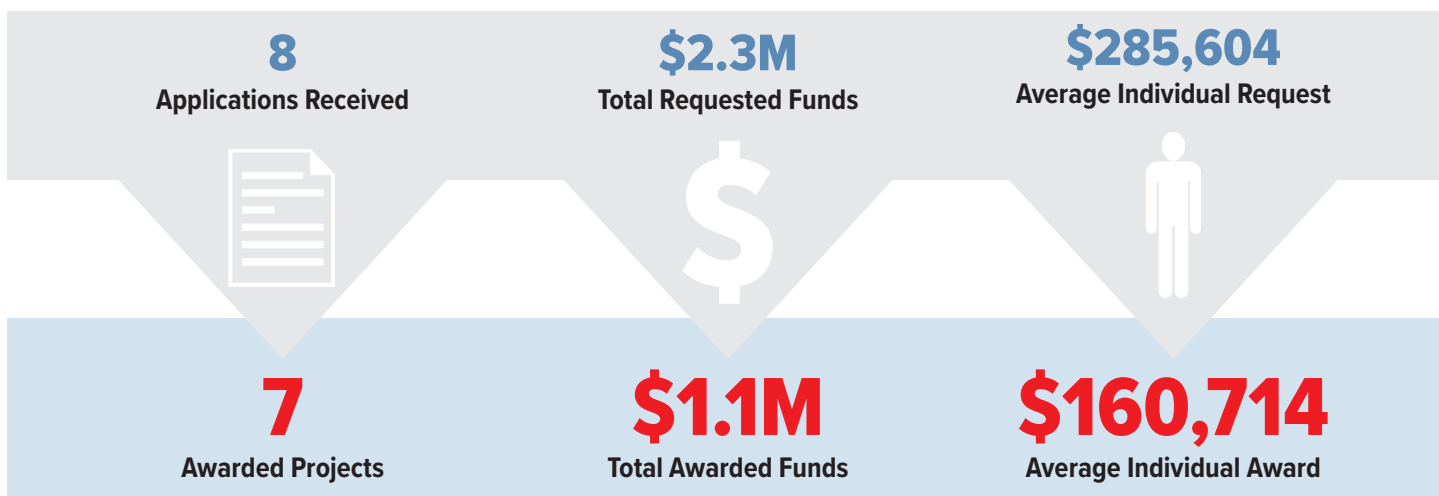 8
Applications Received
$2.3M
Total Requested Funds
$285,604
Average Individual Request
$
7
Awarded Projects
$1.1M
Total Awarded Funds
$160,714
Average Individual Award